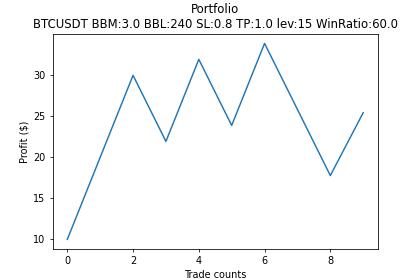 Portfolio
BTCUSDT BBM:3.0 BBL:240 SL:0.8 TP:1.0 lev:15 WinRatio:60.0
Profit ($)
30
25
20
15
10
0 2 4 6 8
Trade counts